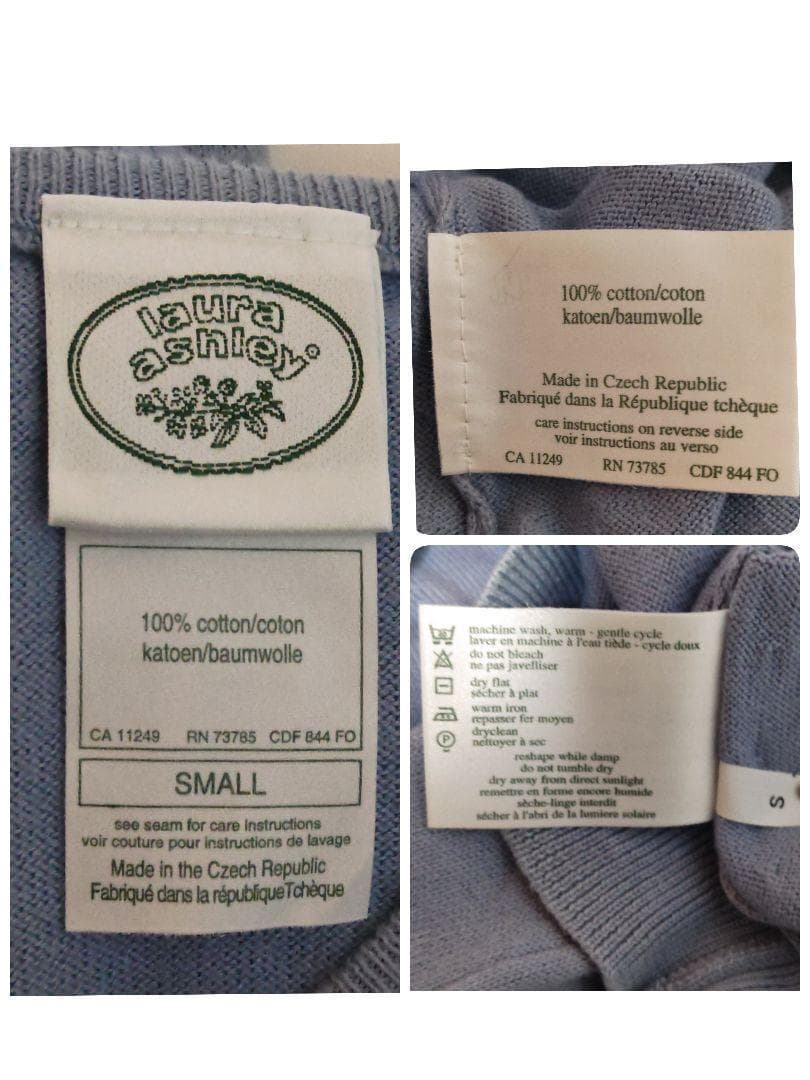 laura
ashley®
100% cotton/coton
katoen/baumwolle
CA 11249 RN 73785 CDF 844 FO
SMALL
see seam for care instructions
voir couture pour instructions de lavage
Made in the Czech Republic
Fabriqué dans la républiqueTchèque
100% cotton/coton
katoen/baumwolle
Made in Czech Republic
Fabriqué dans la République tchèque
care instructions on reverse side
voir instructions au verso
CA 11249 RN 73785 CDF 844 FO
machine wash, warm - gentle cycle
laver en machine à l'eau tiède - cycle doux
do not bleach
ne pas javelliser
dry flat
sécher à plat
warm iron
repasser fer moyen
dryclean
nettoyer à sec
reshape while damp
do not tumble dry
dry away from direct sunlight
remettre en forme encore humide
sèche-linge interdit
sécher à l'abri de la lumiere solaire
P
S